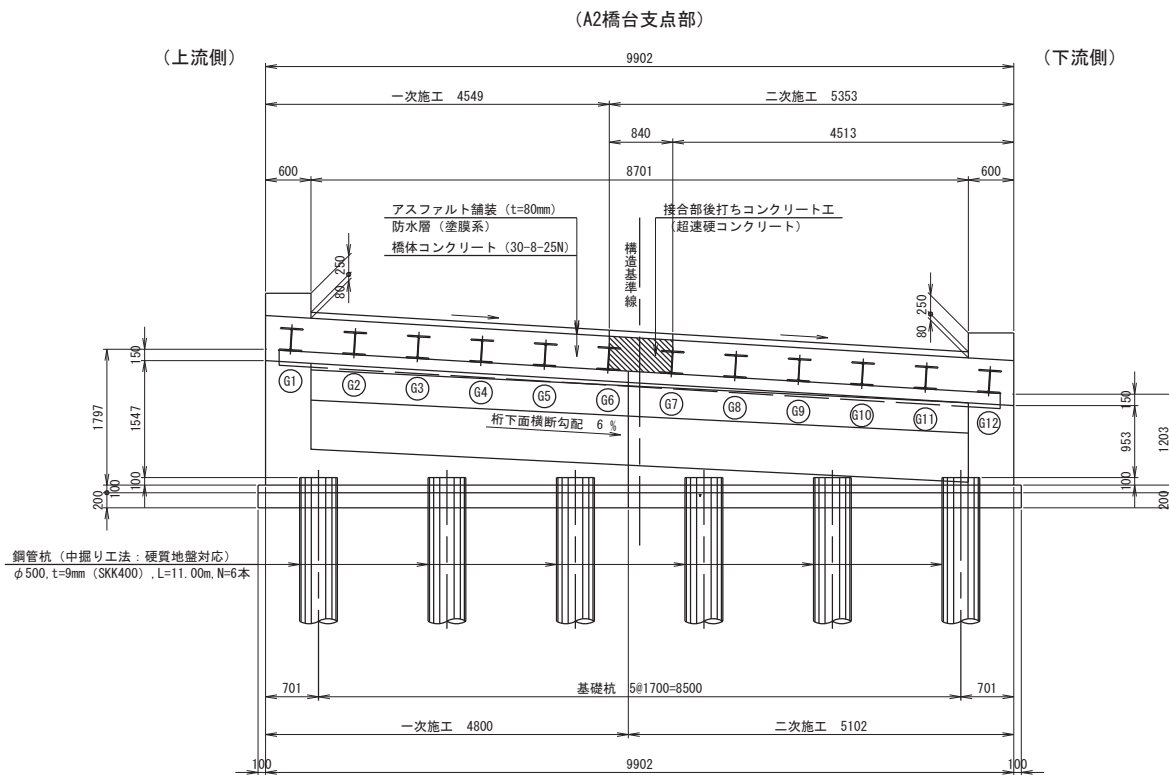 (A2橋台支点部)
(上流側)
(下流側)
9902
一次施工 4549
二次施工 5353
840
4513
600
8701
600
アスファルト舗装 (t=80mm)
防水層 (塗膜系)
橋体コンクリート (30-8-25N)
接合部後打ちコンクリート工
(超速硬コンクリート)
構造基準線
250
80
250
80
150
1797
1547
100
100
200
G1
G2
G3
G4
G5
G6
G7
G8
G9
G10
G11
G12
桁下面横断勾配 6 %
150
953
1203
100
200
鋼管杭 (中掘り工法:硬質地盤対応)
φ500, t=9mm (SKK400) , L=11.00m, N=6本
701
基礎杭 5@1700=8500
701
一次施工 4800
二次施工 5102
100
9902
100